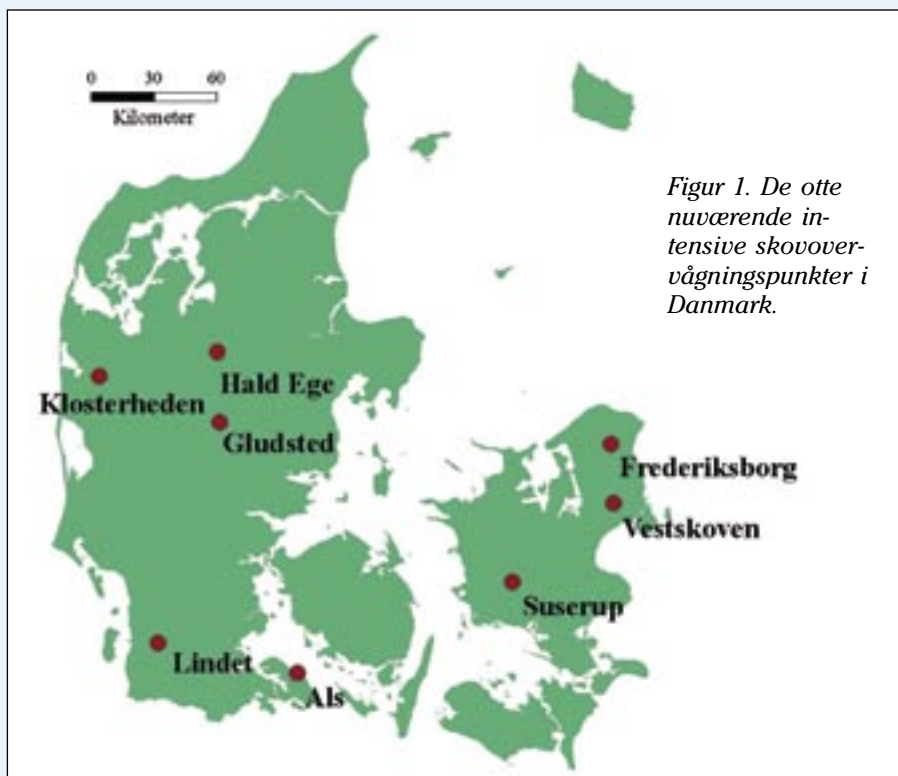 0 30 60
Kilometer
Figur 1. De otte
nuværende in-
tensive skovover-
vågningspunkter i
Danmark.
Hald Ege
Klosterheden
Gludsted
Frederiksborg
Vestskoven
Suserup
Lindet
Als